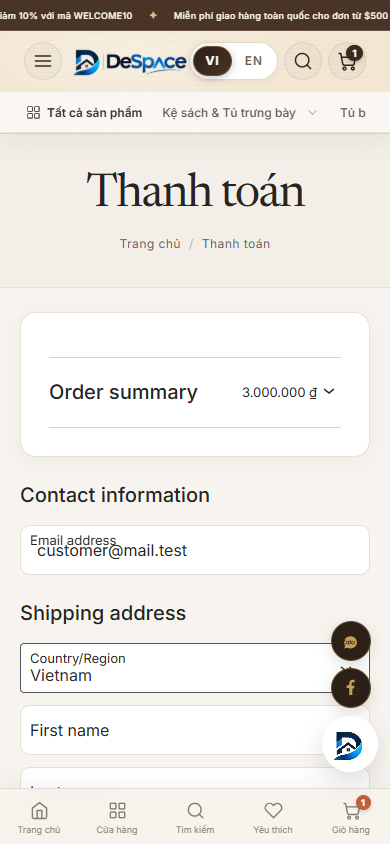 iảm 10% với mã WELCOME10 ✦ Miễn phí giao hàng toàn quốc cho đơn từ $500
DeSpace VI EN 1
Tất cả sản phẩm Kệ sách & Tủ trưng bày Tủ b
Thanh toán
Trang chủ / Thanh toán
Order summary 3.000.000 ₫
Contact information
Email address
customer@mail.test
Shipping address
Country/Region
Vietnam
Zalo
First name
Trang chủ Cửa hàng Tìm kiếm Yêu thích Giỏ hàng 1